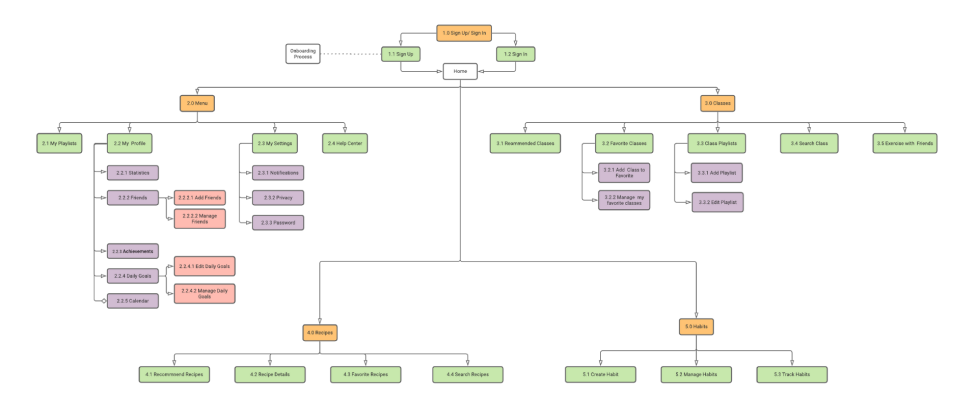 1.0 Sign Up/ Sign In
Onboarding
Process
1.1 Sign Up
1.2 Sign In
Home
2.0 Menu
3.0 Classes
2.1 My Playlists
2.2 My Profile
2.3 My Settings
2.4 Help Center
3.1 Reammended Classes
3.2 Favorite Classes
3.3 Class Playlists
3.4 Search Class
3.5 Exercise with Friends
2.2.1 Statistics
2.3.1 Notifications
3.2.1 Add Class to
Favorite
3.3.1 Add Playlist
2.2.2 Friends
2.2.2.1 Add Friends
2.3.2 Privacy
2.2.2 Manage my
favorite classes
3.3.2 Edit Playlist
2.2.2.2 Manage
Friends
2.3.3 Password
2.2.3 Achievements
2.2.4 Daily Goals
2.2.4.1 Edit Daily Goals
2.2.4.2 Manage Daily
Goals
2.2.5 Calendar
4.0 Recipes
5.0 Habits
4.1 Recommend Recipes
4.2 Recipe Details
4.3 Favorite Recipes
4.4 Search Recipes
5.1 Create Habit
5.2 Manage Habits
5.3 Track Habits